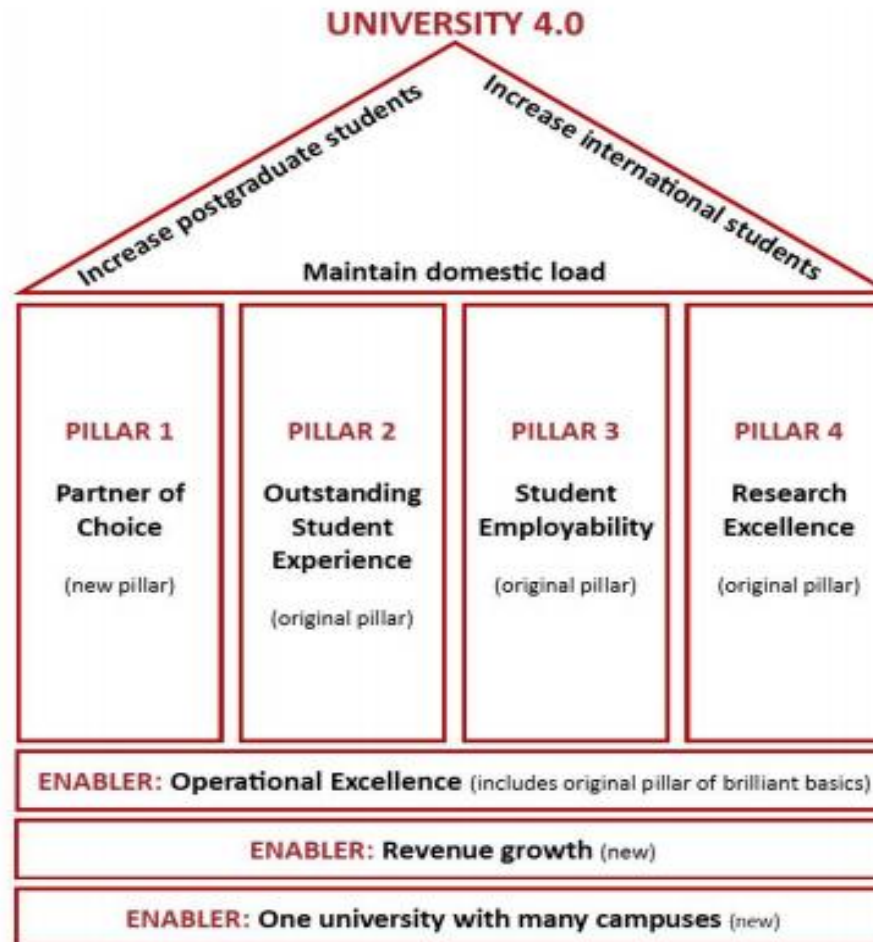 UNIVERSITY 4.0
Increase postgraduate students
Increase international students
Maintain domestic load
PILLAR 1
Partner of
Choice
(new pillar)
PILLAR 2
Outstanding
Student
Experience
(original pillar)
PILLAR 3
Student
Employability
(original pillar)
PILLAR 4
Research
Excellence
(original pillar)
ENABLER: Operational Excellence (includes original pillar of brilliant basics)
ENABLER: Revenue growth (new)
ENABLER: One university with many campuses (new)